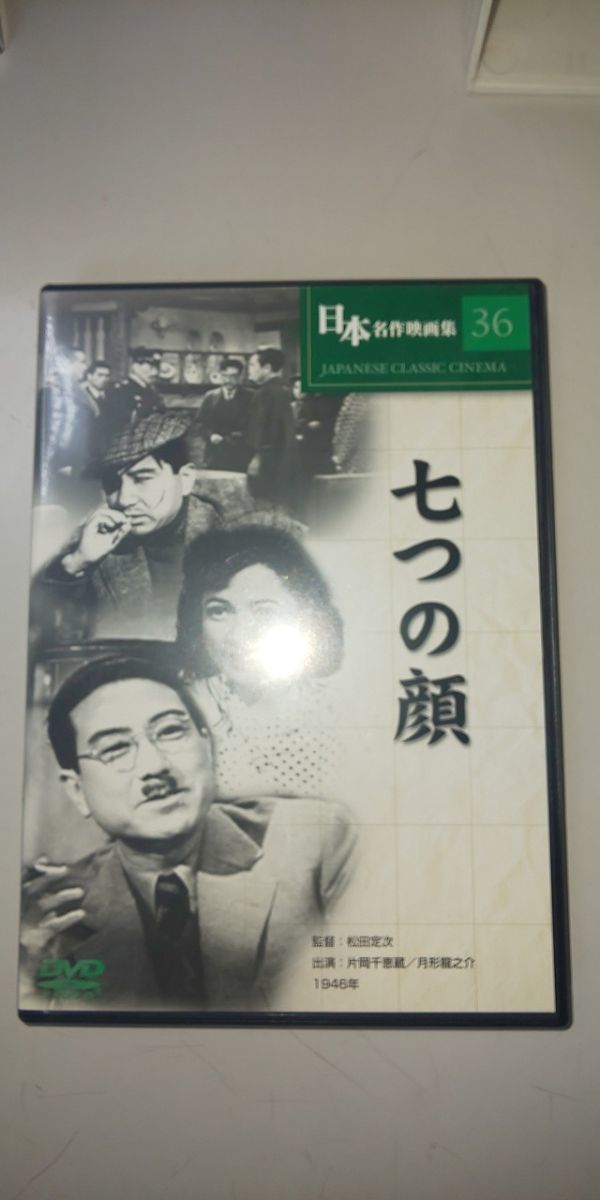 日本名作映画集 36
JAPANESE CLASSIC CINEMA
七つの顔
監督：松田定次
出演：片岡千恵蔵／月形龍之介
1946年
DVD